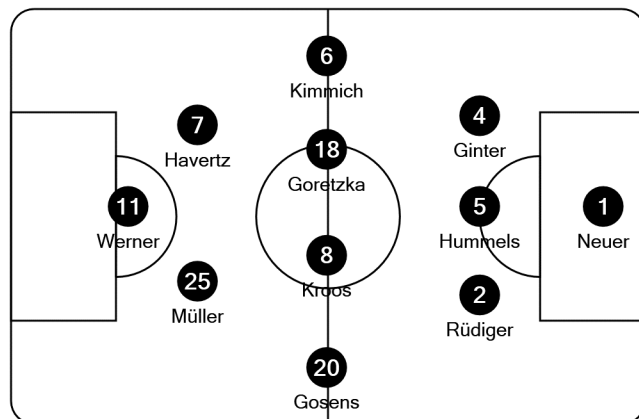 6
Kimmich
7
Havertz
4
Ginter
18
Goretzka
11
Werner
5
Hummels
1
Neuer
8
Kroos
25
Müller
2
Rüdiger
20
Gosens